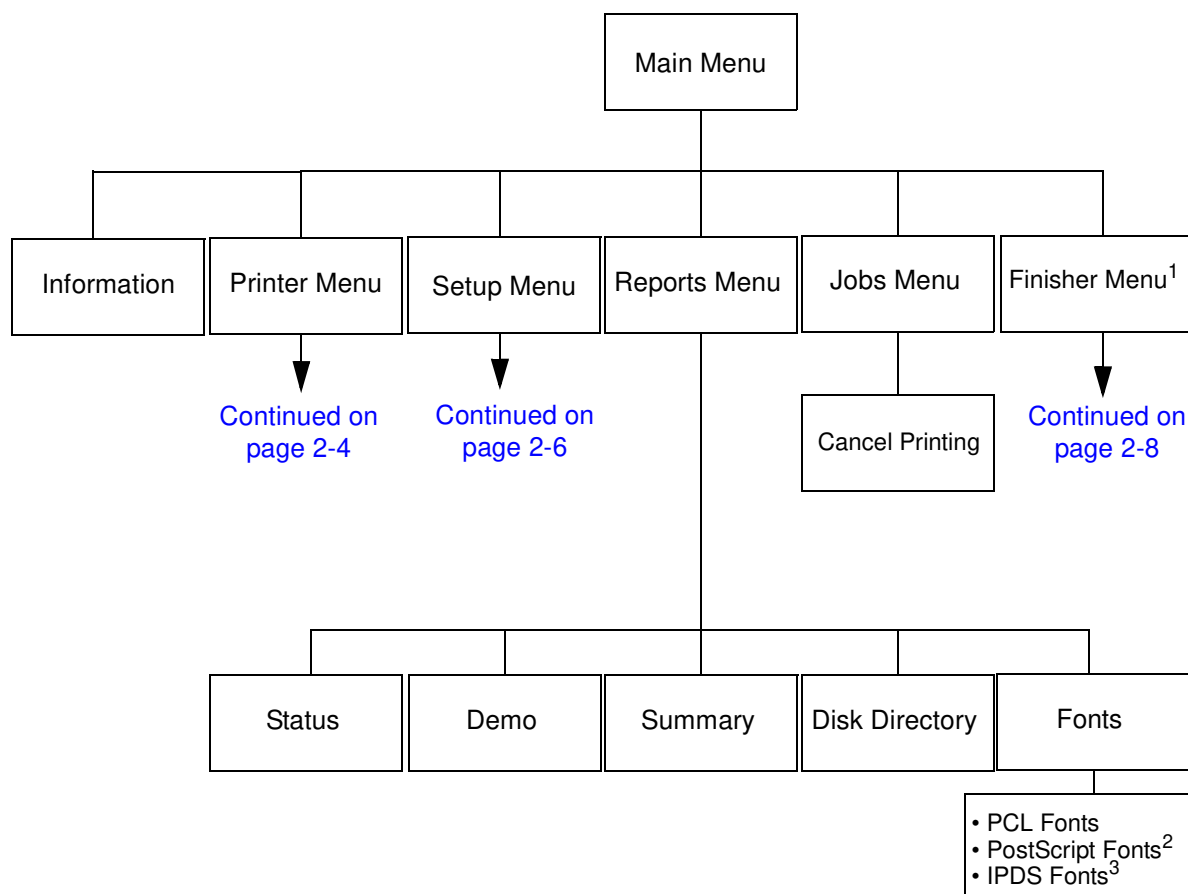 Main Menu
Information
Printer Menu
Setup Menu
Reports Menu
Jobs Menu
Finisher Menu¹
Continued on
page 2-4
Continued on
page 2-6
Cancel Printing
Continued on
page 2-8
Status
Demo
Summary
Disk Directory
Fonts
• PCL Fonts
• PostScript Fonts²
• IPDS Fonts³